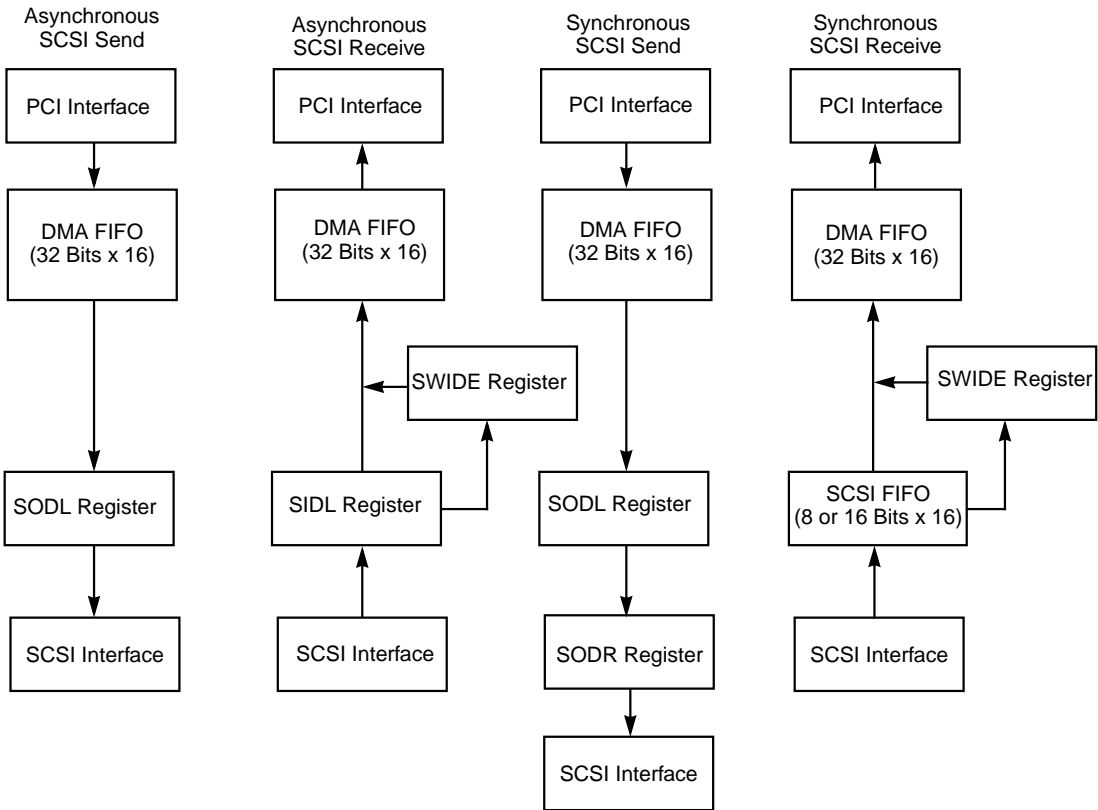 Asynchronous
SCSI Send
PCI Interface
DMA FIFO
(32 Bits x 16)
SODL Register
SCSI Interface
Asynchronous
SCSI Receive
PCI Interface
DMA FIFO
(32 Bits x 16)
SWIDE Register
SIDL Register
SCSI Interface
Synchronous
SCSI Send
PCI Interface
DMA FIFO
(32 Bits x 16)
SODL Register
SODR Register
SCSI Interface
Synchronous
SCSI Receive
PCI Interface
DMA FIFO
(32 Bits x 16)
SWIDE Register
SCSI FIFO
(8 or 16 Bits x 16)
SCSI Interface